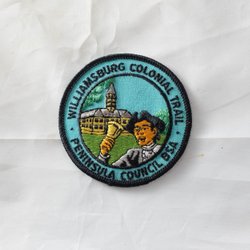 WILLIAMSBURG COLONIAL TRAIL
PENINSULA COUNCIL BSA